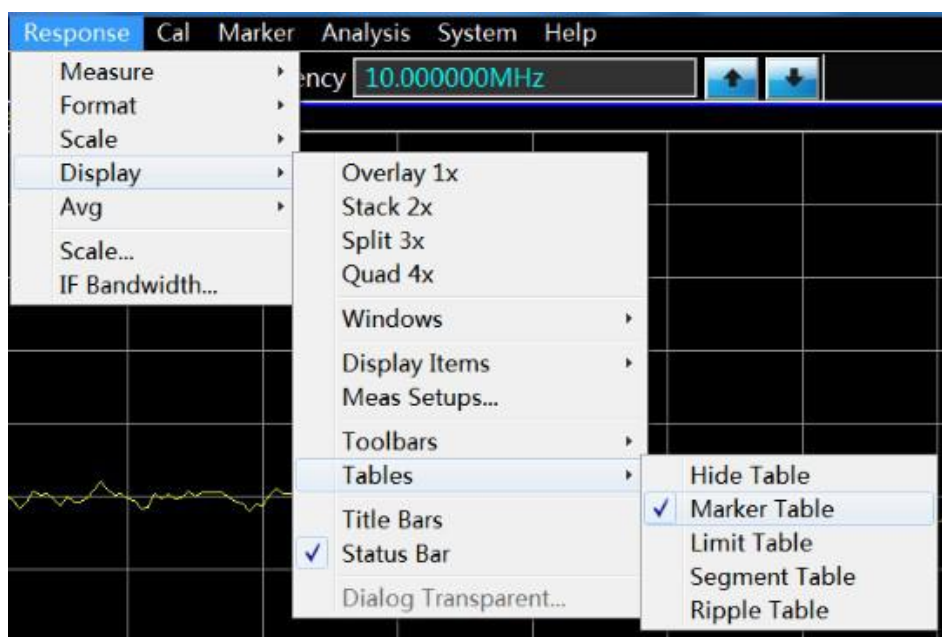 Response Cal Marker Analysis System Help
ency 10.000000MHz
Measure
Format
Scale
Display
Avg
Scale...
IF Bandwidth...
Overlay 1x
Stack 2x
Split 3x
Quad 4x
Windows
Display Items
Meas Setups...
Toolbars
Tables
Title Bars
Status Bar
Dialog Transparent...
Hide Table
Marker Table
Limit Table
Segment Table
Ripple Table